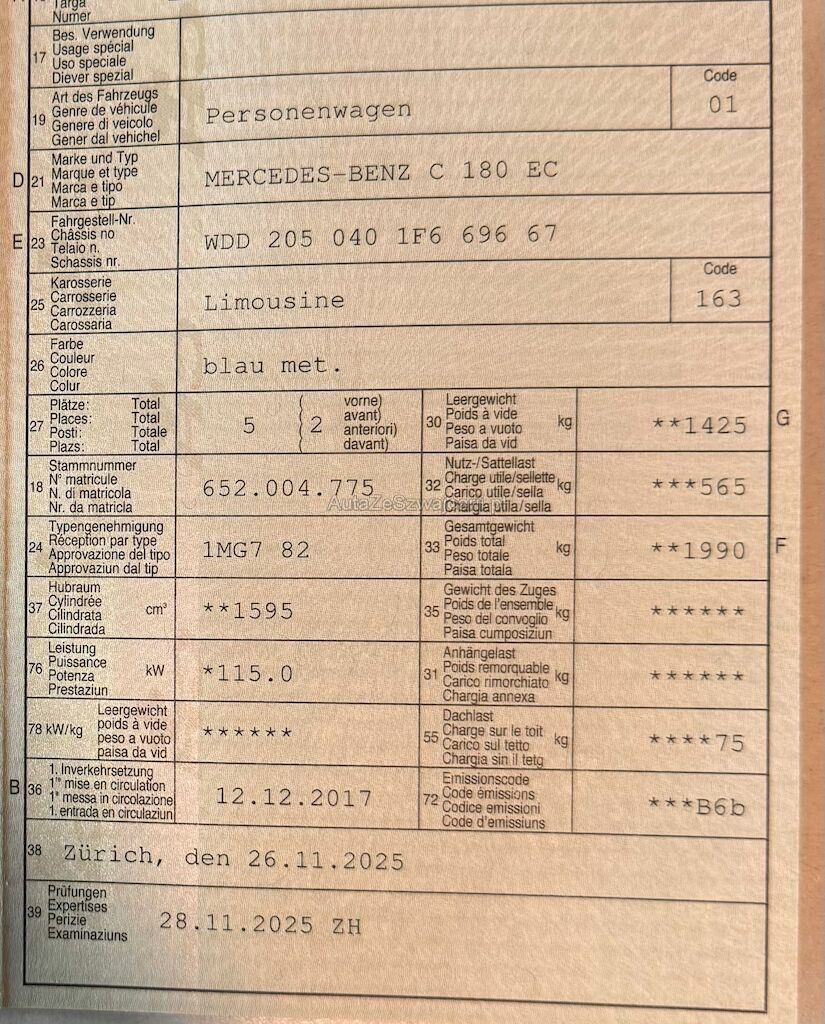 Targa
Numer
17 Bes. Verwendung
Usage spécial
Uso speciale
Diever spezial
19 Art des Fahrzeugs
Genre de véhicule
Genere di veicolo
Gener dal vehichel
Personenwagen
Code
01
D 21 Marke und Typ
Marque et type
Marca e tipo
Marca e tip
MERCEDES-BENZ C 180 EC
E 23 Fahrgestell-Nr.
Châssis no
Telaio n.
Schassis nr.
WDD 205 040 1F6 696 67
25 Karosserie
Carrosserie
Carrozzeria
Carossaria
Limousine
Code
163
26 Farbe
Couleur
Colore
Colur
blau met.
27 Plätze: Total
Places: Total
Posti: Totale
Plazs: Total
5 ( 2 vorne)
avant)
anteriori)
davant)
30 Leergewicht
Poids à vide
Peso a vuoto
Paisa da vid
kg **1425 G
18 Stammnummer
N° matricule
N. di matricola
Nr. da matricla
652.004.775
32 Nutz-/Sattellast
Charge utile/sellette
Carico utile/sella
Chargia utila/sella
kg ***565
24 Typengenehmigung
Réception par type
Approvazione del tipo
Approvaziun dal tip
1MG7 82
33 Gesamtgewicht
Poids total
Peso totale
Paisa totala
kg **1990 F
37 Hubraum
Cylindrée
Cilindrata
Cilindrada
cm³ **1595
35 Gewicht des Zuges
Poids de l'ensemble
Peso del convoglio
Paisa cumposiziun
kg ******
76 Leistung
Puissance
Potenza
Prestaziun
kW *115.0
31 Anhängelast
Poids remorquable
Carico rimorchiato
Chargia annexa
kg ******
78 kW/kg Leergewicht
poids à vide
peso a vuoto
paisa da vid
******
55 Dachlast
Charge sur le toit
Carico sul tetto
Chargia sin il tetg
kg ****75
B 36 1. Inverkehrsetzung
1re mise en circulation
1a messa in circolazione
1. entrada en circulaziun
12.12.2017
72 Emissionscode
Code émissions
Codice emissioni
Code d'emissiuns
***B6b
38 Zürich, den 26.11.2025
39 Prüfungen
Expertises
Perizie
Examinaziuns
28.11.2025 ZH